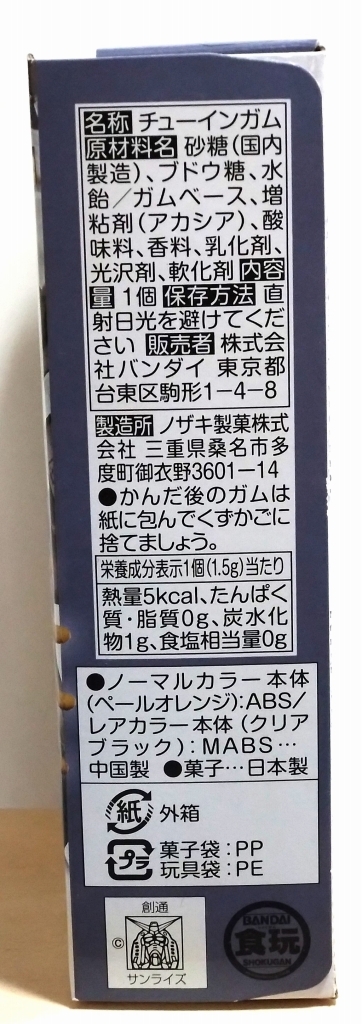 名称 チューインガム
原材料名 砂糖(国内
製造)、ブドウ糖、水
飴/ガムベース、増
粘剤(アカシア)、酸
味料、香料、乳化剤、
光沢剤、軟化剤 内容
量 1個 保存方法 直
射日光を避けてくだ
さい 販売者 株式会
社バンダイ 東京都
台東区駒形1-4-8
製造所 ノザキ製菓株式
会社 三重県桑名市多
度町御衣野3601-14
●かんだ後のガムは
紙に包んでくずかごに
捨てましょう。
栄養成分表示1個(1.5g)当たり
熱量5kcal、たんぱく
質・脂質0g、炭水化
物1g、食塩相当量0g
●ノーマルカラー本体
(ペールオレンジ):ABS/
レアカラー本体(クリア
ブラック):MABS…
中国製 ●菓子…日本製
紙 外箱
プラ 菓子袋:PP
玩具袋:PE
創通
©
サンライズ
BANDAI
食玩
SHOKUGAN